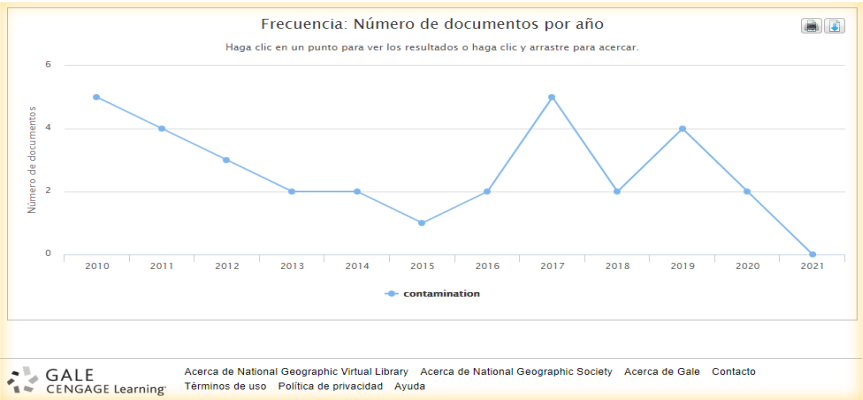 Frecuencia: Número de documentos por año
Haga clic en un punto para ver los resultados o haga clic y arrastre para acercar.
Número de documentos
6
4
2
0
2010 2011 2012 2013 2014 2015 2016 2017 2018 2019 2020 2021
contamination
GALE
CENGAGE Learning
Acerca de National Geographic Virtual Library Acerca de National Geographic Society Acerca de Gale Contacto
Términos de uso Política de privacidad Ayuda